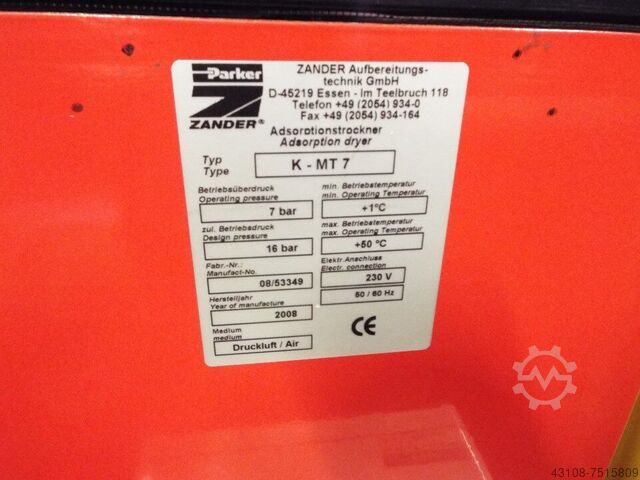 Parker
ZANDER®
ZANDER Aufbereitungs-
technik GmbH
D-45219 Essen - Im Teelbruch 118
Telefon +49 (2054) 934-0
Fax +49 (2054) 934-164
Adsorptionstrockner
Adsorption dryer
Typ
Type
K - MT 7
Betriebsüberdruck
Operating pressure
7 bar
min. Betriebstemperatur
min. Operating Temperatur
+1°C
zul. Betriebsdruck
Design pressure
16 bar
max. Betriebstemperatur
max. Operating Temperatur
+50 °C
Fabr.-Nr.:
Manufact-No.
08/53349
Elektr.Anschluss
Electr. connection
230 V
50 / 60 Hz
Herstelljahr
Year of manufacture
2008
Medium
medium
Druckluft / Air
CE
43108-7515809